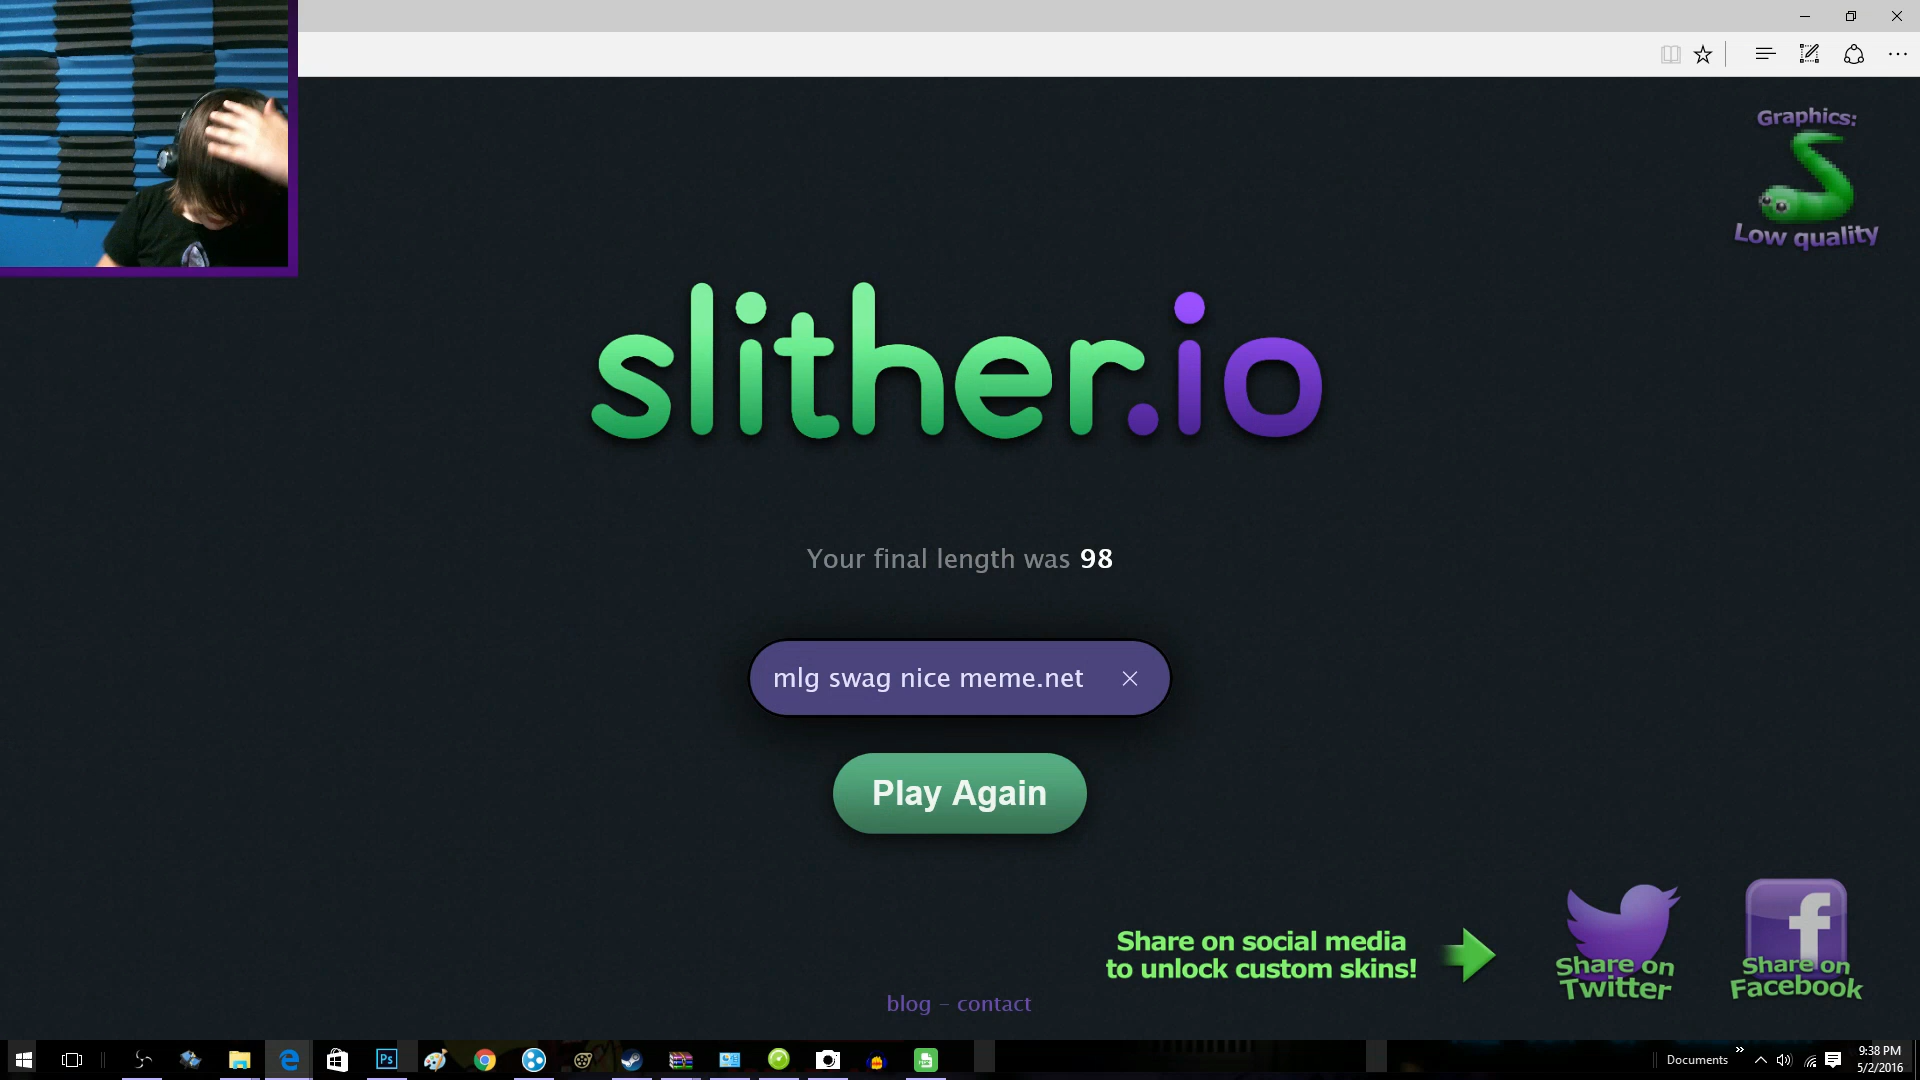 Graphics:
Low quality
slither.io
Your final length was 98
mlg swag nice meme.net
Play Again
Share on social media
to unlock custom skins!
Share on
Twitter
Share on
Facebook
blog - contact
Ps
Documents
9:38 PM
5/2/2016